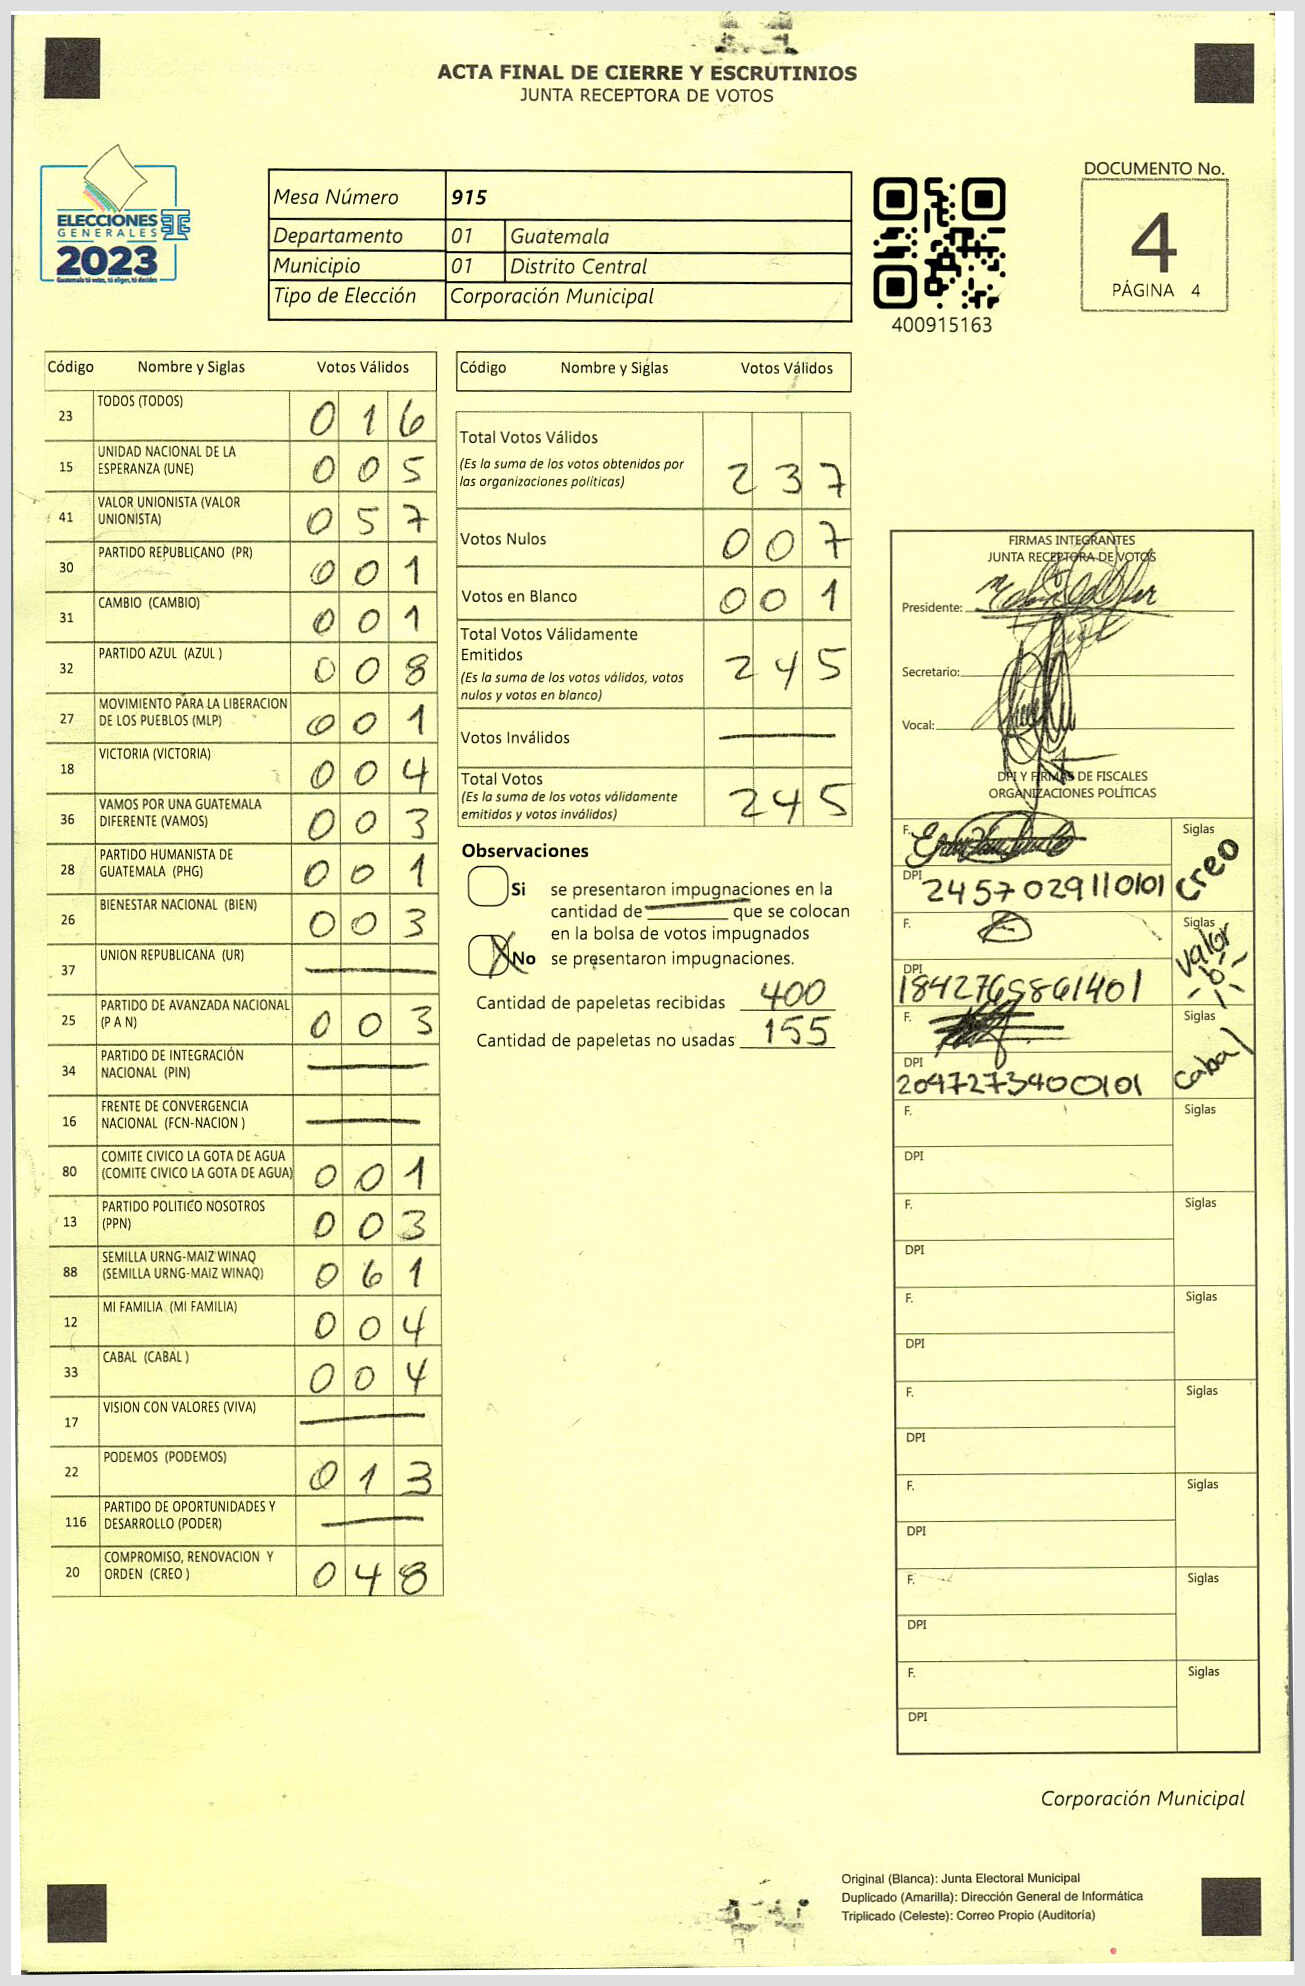 ACTA FINAL DE CIERRE Y ESCRUTINIOS
JUNTA RECEPTORA DE VOTOS
ELECCIONES
GENERALES
2023
Guatemala tú votas, tú eliges, tú decides
Mesa Número 915
Departamento 01 Guatemala
Municipio 01 Distrito Central
Tipo de Elección Corporación Municipal
400915163
DOCUMENTO No.
4
PÁGINA 4
Código Nombre y Siglas Votos Válidos
23 TODOS (TODOS) 0 1 6
15 UNIDAD NACIONAL DE LA
ESPERANZA (UNE) 0 0 5
41 VALOR UNIONISTA (VALOR
UNIONISTA) 0 5 7
30 PARTIDO REPUBLICANO (PR) 0 0 1
31 CAMBIO (CAMBIO) 0 0 1
32 PARTIDO AZUL (AZUL ) 0 0 8
27 MOVIMIENTO PARA LA LIBERACION
DE LOS PUEBLOS (MLP) 0 0 1
18 VICTORIA (VICTORIA) 0 0 4
36 VAMOS POR UNA GUATEMALA
DIFERENTE (VAMOS) 0 0 3
28 PARTIDO HUMANISTA DE
GUATEMALA (PHG) 0 0 1
26 BIENESTAR NACIONAL (BIEN) 0 0 3
37 UNION REPUBLICANA (UR)
25 PARTIDO DE AVANZADA NACIONAL
(P A N) 0 0 3
34 PARTIDO DE INTEGRACIÓN
NACIONAL (PIN)
16 FRENTE DE CONVERGENCIA
NACIONAL (FCN-NACION )
80 COMITE CIVICO LA GOTA DE AGUA
(COMITE CIVICO LA GOTA DE AGUA) 0 0 1
13 PARTIDO POLITICO NOSOTROS
(PPN) 0 0 3
88 SEMILLA URNG-MAIZ WINAQ
(SEMILLA URNG-MAIZ WINAQ) 0 6 1
12 MI FAMILIA (MI FAMILIA) 0 0 4
33 CABAL (CABAL ) 0 0 4
17 VISION CON VALORES (VIVA)
22 PODEMOS (PODEMOS) 0 1 3
116 PARTIDO DE OPORTUNIDADES Y
DESARROLLO (PODER)
20 COMPROMISO, RENOVACION Y
ORDEN (CREO ) 0 4 8
Código Nombre y Siglas Votos Válidos
Total Votos Válidos
(Es la suma de los votos obtenidos por
las organizaciones políticas) 2 3 7
Votos Nulos 0 0 7
Votos en Blanco 0 0 1
Total Votos Válidamente
Emitidos
(Es la suma de los votos válidos, votos
nulos y votos en blanco) 2 4 5
Votos Inválidos
Total Votos
(Es la suma de los votos válidamente
emitidos y votos inválidos) 2 4 5
Observaciones
Si se presentaron impugnaciones en la
cantidad de que se colocan
en la bolsa de votos impugnados
X No se presentaron impugnaciones.
Cantidad de papeletas recibidas 400
Cantidad de papeletas no usadas 155
FIRMAS INTEGRANTES
JUNTA RECEPTORA DE VOTOS
Presidente:
Secretario:
Vocal:
DPI Y FIRMAS DE FISCALES
ORGANIZACIONES POLÍTICAS
F. Siglas
DPI 2457029110101 Creo
F. Siglas
DPI valor
F. Siglas
DPI 2047273400101 Cabal
F. Siglas
DPI
F. Siglas
DPI
F. Siglas
DPI
F. Siglas
DPI
F. Siglas
DPI
F. Siglas
DPI
F. Siglas
DPI
Corporación Municipal
Original (Blanca): Junta Electoral Municipal
Duplicado (Amarilla): Dirección General de Informática
Triplicado (Celeste): Correo Propio (Auditoría)